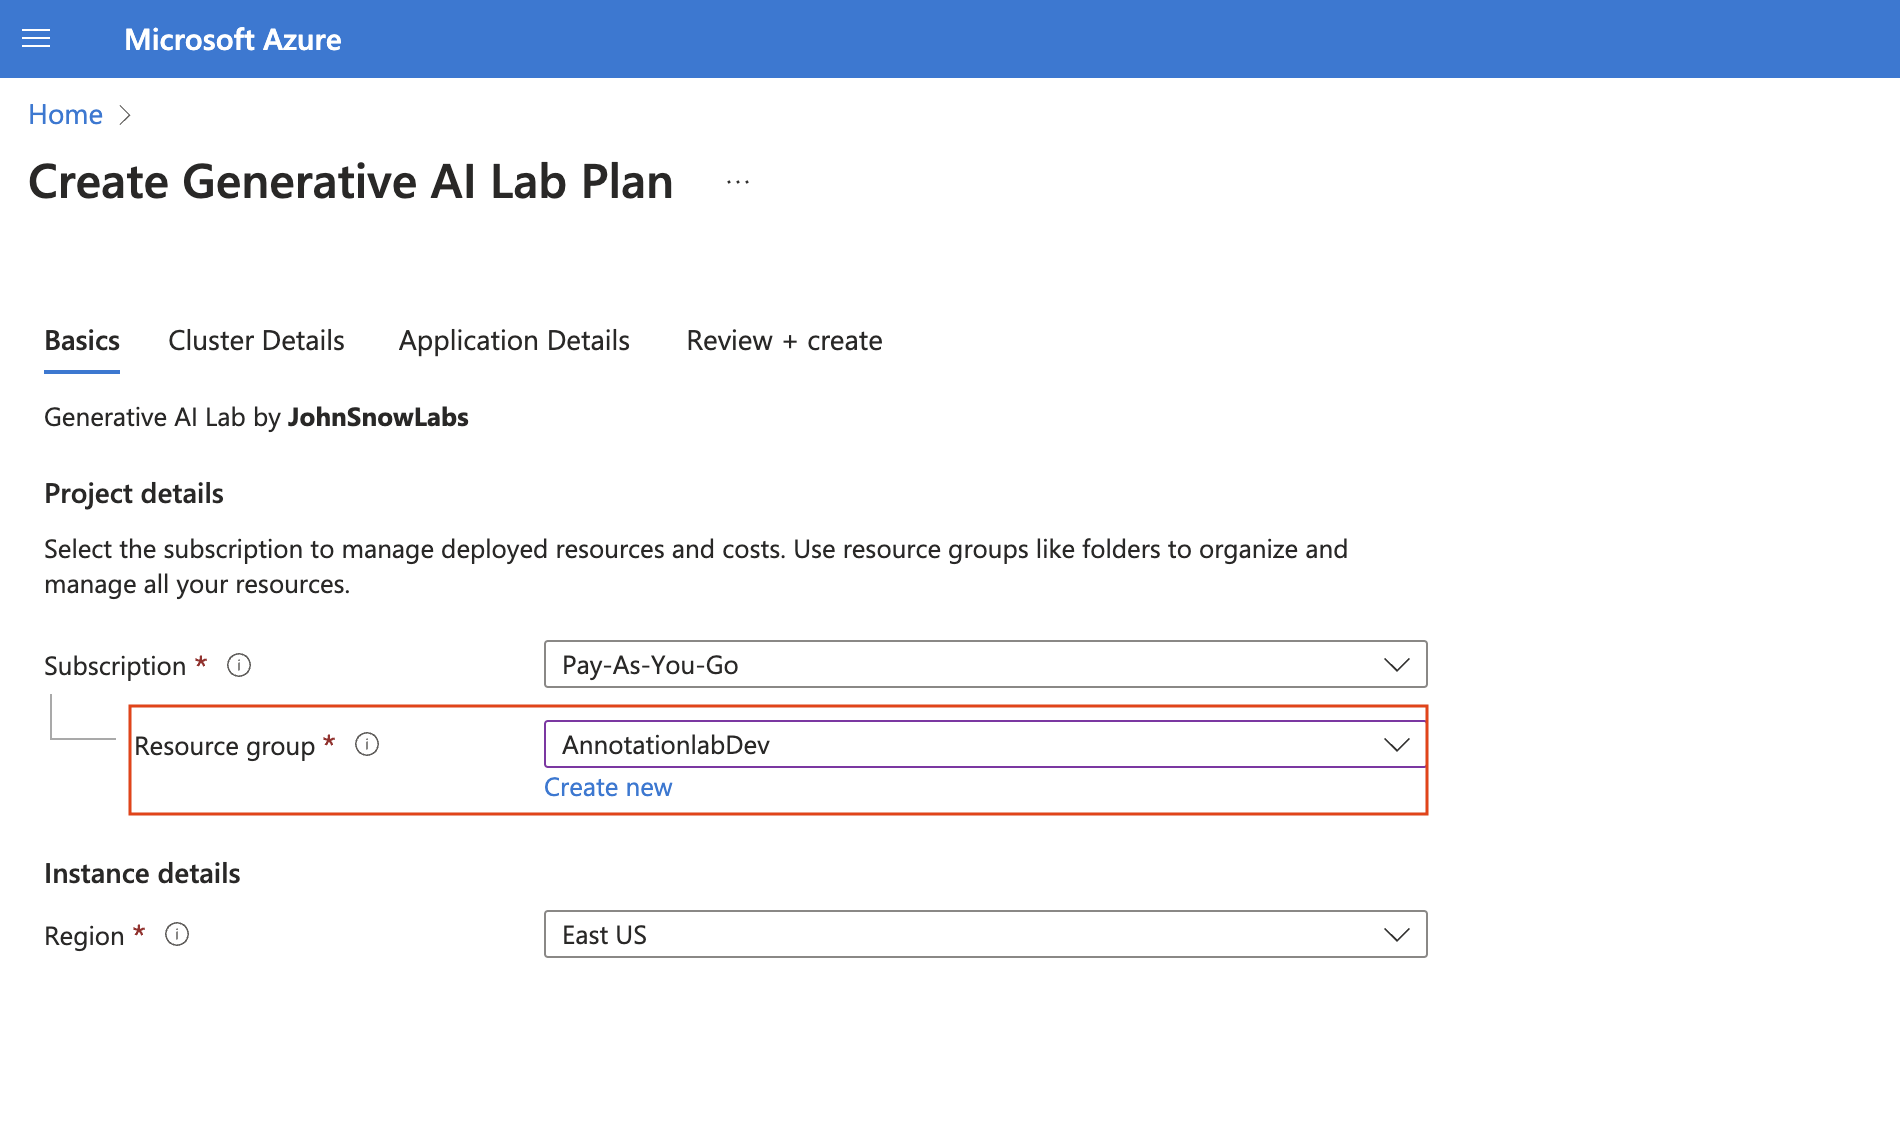 Microsoft Azure
Home
Create Generative AI Lab Plan ...
Basics Cluster Details Application Details Review + create
Generative AI Lab by JohnSnowLabs
Project details
Select the subscription to manage deployed resources and costs. Use resource groups like folders to organize and
manage all your resources.
Subscription * Pay-As-You-Go
Resource group * AnnotationlabDev
Create new
Instance details
Region * East US